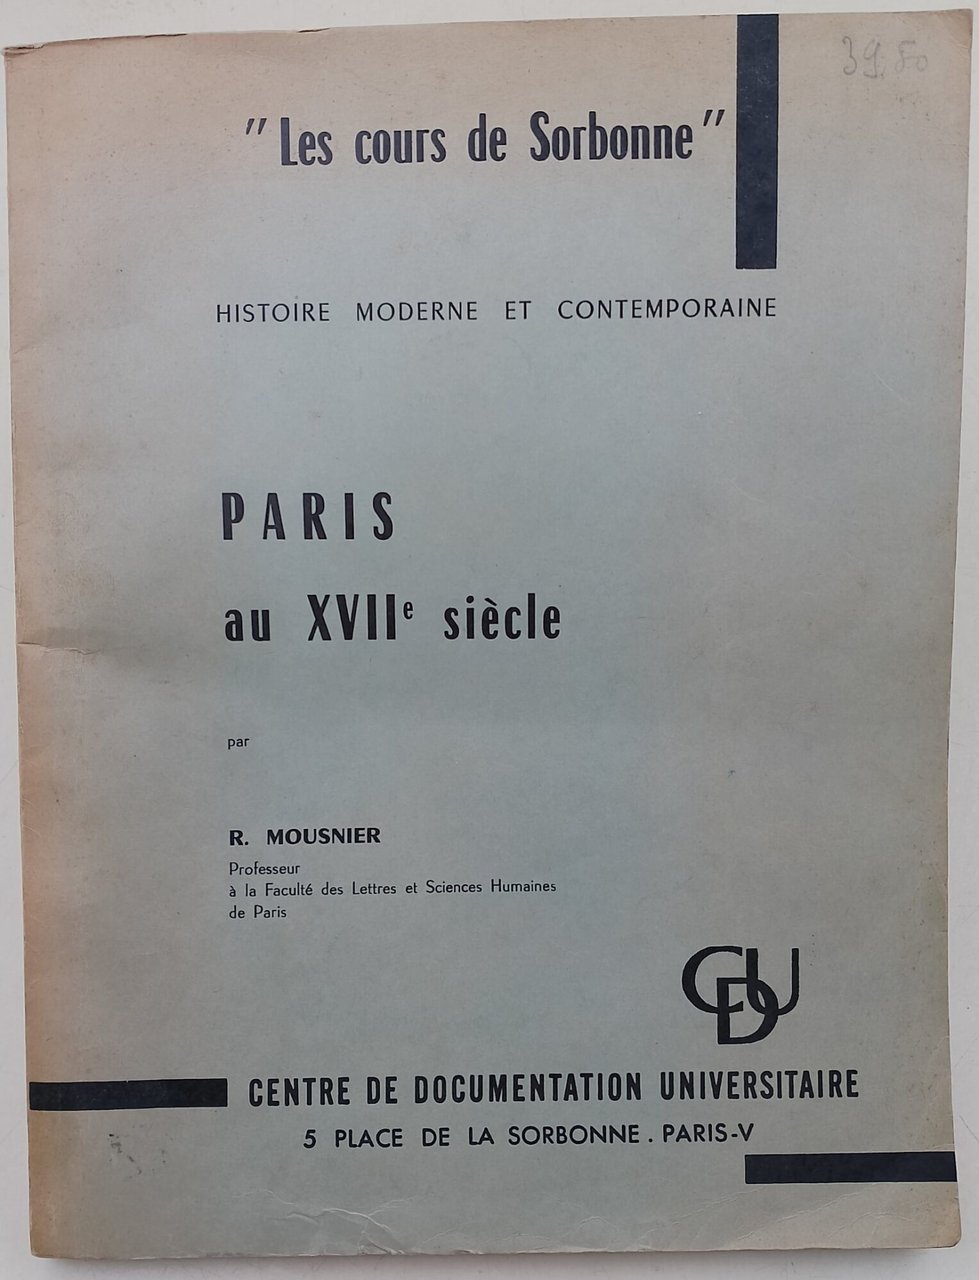 39.80
"Les cours de Sorbonne"
HISTOIRE MODERNE ET CONTEMPORAINE
PARIS
au XVIIe siècle
par
R. MOUSNIER
Professeur
à la Faculté des Lettres et Sciences Humaines
de Paris
CDU
CENTRE DE DOCUMENTATION UNIVERSITAIRE
5 PLACE DE LA SORBONNE . PARIS-V